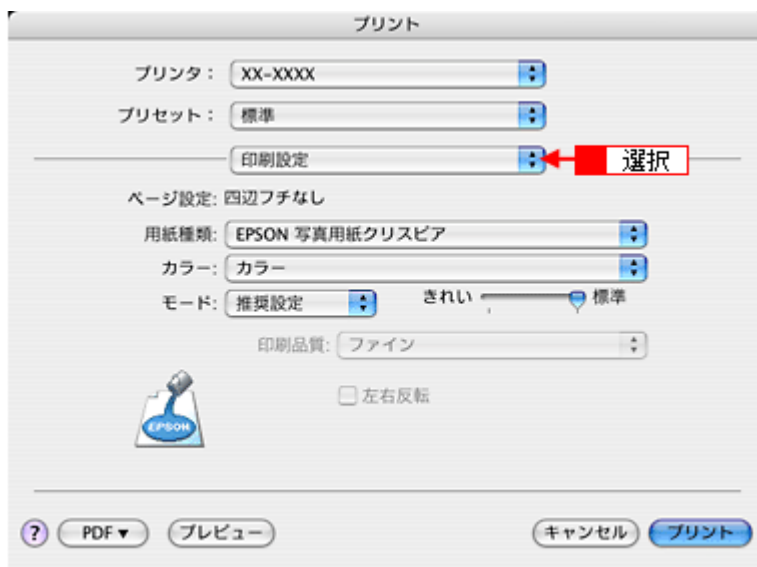 プリント
プリンタ： XX-XXXX
プリセット： 標準
印刷設定 選択
ページ設定: 四辺フチなし
用紙種類: EPSON 写真用紙クリスピア
カラー: カラー
モード: 推奨設定 きれい 標準
印刷品質: ファイン
左右反転
EPSON
? PDF▼ プレビュー キャンセル プリント